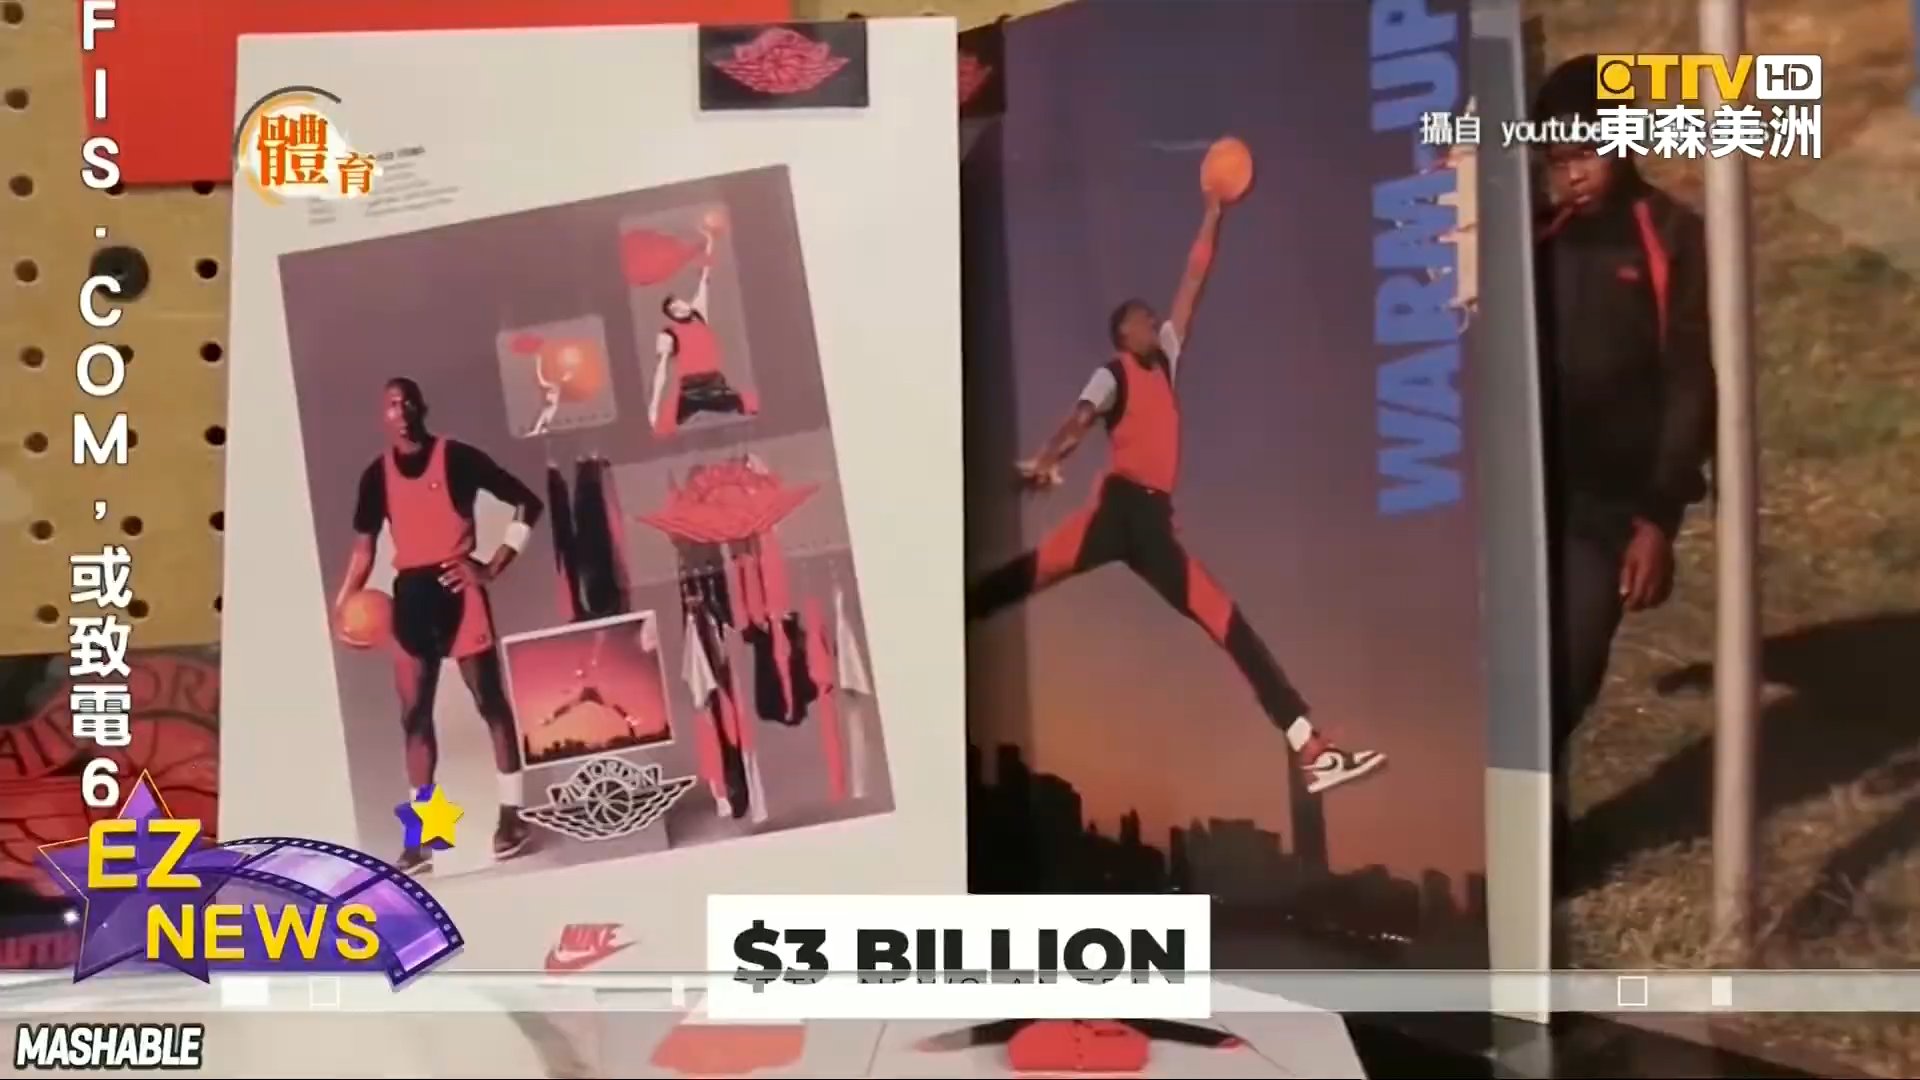 FIS.COM,或致電6
體育
ETTV HD
攝自 youtube
東森美洲
WARM-UP
AIR JORDAN
NIKE
EZ
NEWS
$3 BILLION
MASHABLE